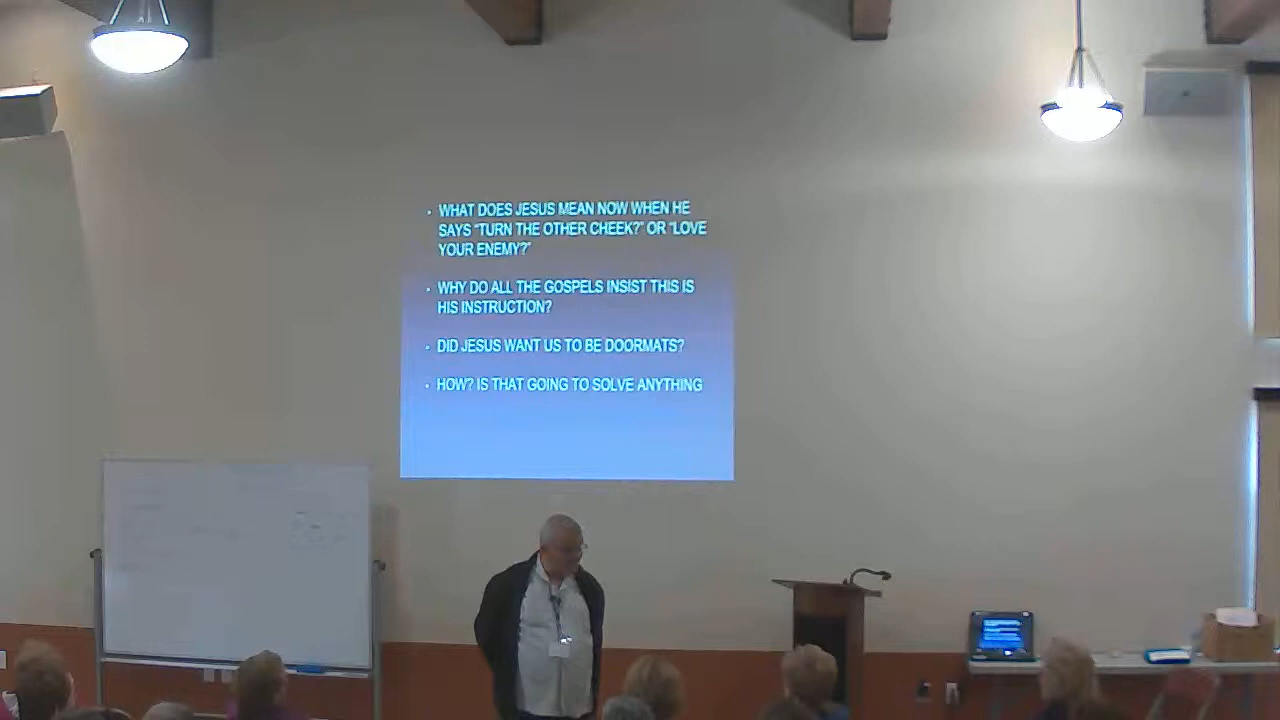 • WHAT DOES JESUS MEAN NOW WHEN HE
SAYS "TURN THE OTHER CHEEK?" OR "LOVE
YOUR ENEMY?"
• WHY DO ALL THE GOSPELS INSIST THIS IS
HIS INSTRUCTION?
• DID JESUS WANT US TO BE DOORMATS?
• HOW? IS THAT GOING TO SOLVE ANYTHING